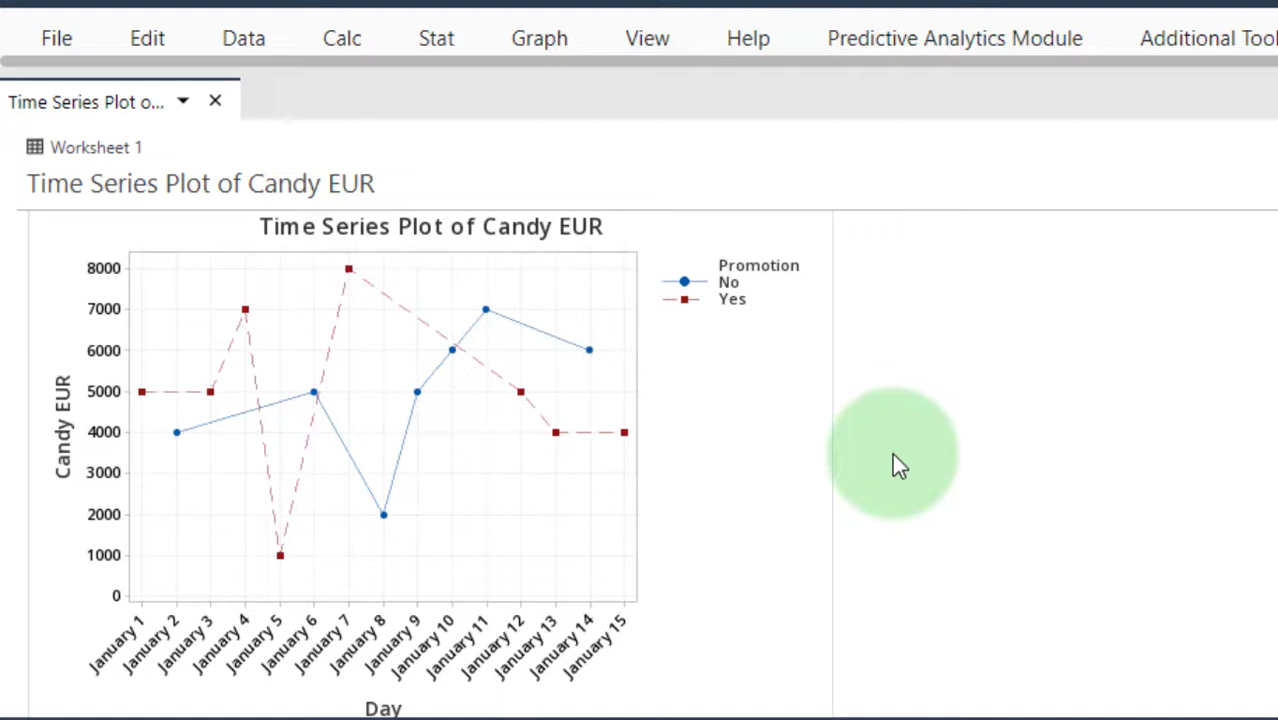 File Edit Data Calc Stat Graph View Help Predictive Analytics Module Additional Tool
Time Series Plot o...
Worksheet 1
Time Series Plot of Candy EUR
Time Series Plot of Candy EUR
Promotion
No
Yes
8000
7000
6000
5000
4000
3000
2000
1000
0
Candy EUR
January 1
January 2
January 3
January 4
January 5
January 6
January 7
January 8
January 9
January 10
January 11
January 12
January 13
January 14
January 15
Day